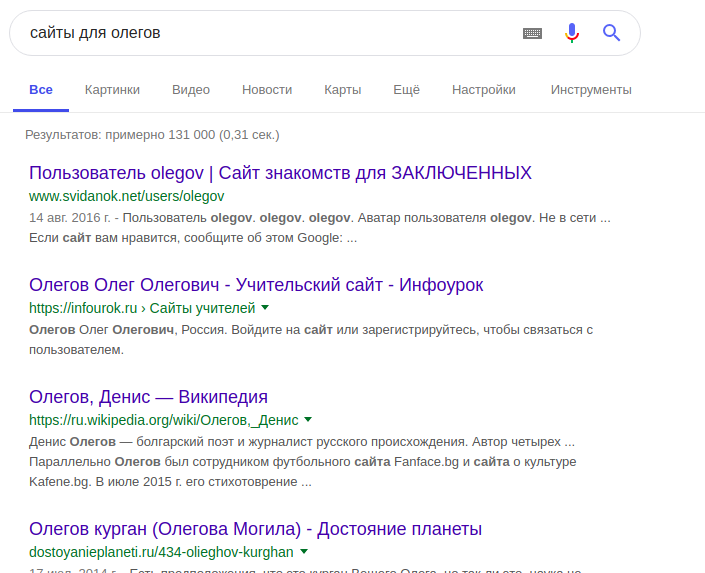 сайты для олегов
Все Картинки Видео Новости Карты Ещё Настройки Инструменты
Результатов: примерно 131 000 (0,31 сек.)
Пользователь olegov | Сайт знакомств для ЗАКЛЮЧЕННЫХ
www.svidanok.net/users/olegov
14 авг. 2016 г. - Пользователь olegov. olegov. olegov. Аватар пользователя olegov. Не в сети ...
Если сайт вам нравится, сообщите об этом Google: ...
Олегов Олег Олегович - Учительский сайт - Инфоурок
https://infourok.ru › Сайты учителей
Олегов Олег Олегович, Россия. Войдите на сайт или зарегистрируйтесь, чтобы связаться с
пользователем.
Олегов, Денис — Википедия
https://ru.wikipedia.org/wiki/Олегов,_Денис
Денис Олегов — болгарский поэт и журналист русского происхождения. Автор четырех ...
Параллельно Олегов был сотрудником футбольного сайта Fanface.bg и сайта о культуре
Kafene.bg. В июле 2015 г. его стихотоврение ...
Олегов курган (Олегова Могила) - Достояние планеты
dostoyanieplaneti.ru/434-olieghov-kurghan